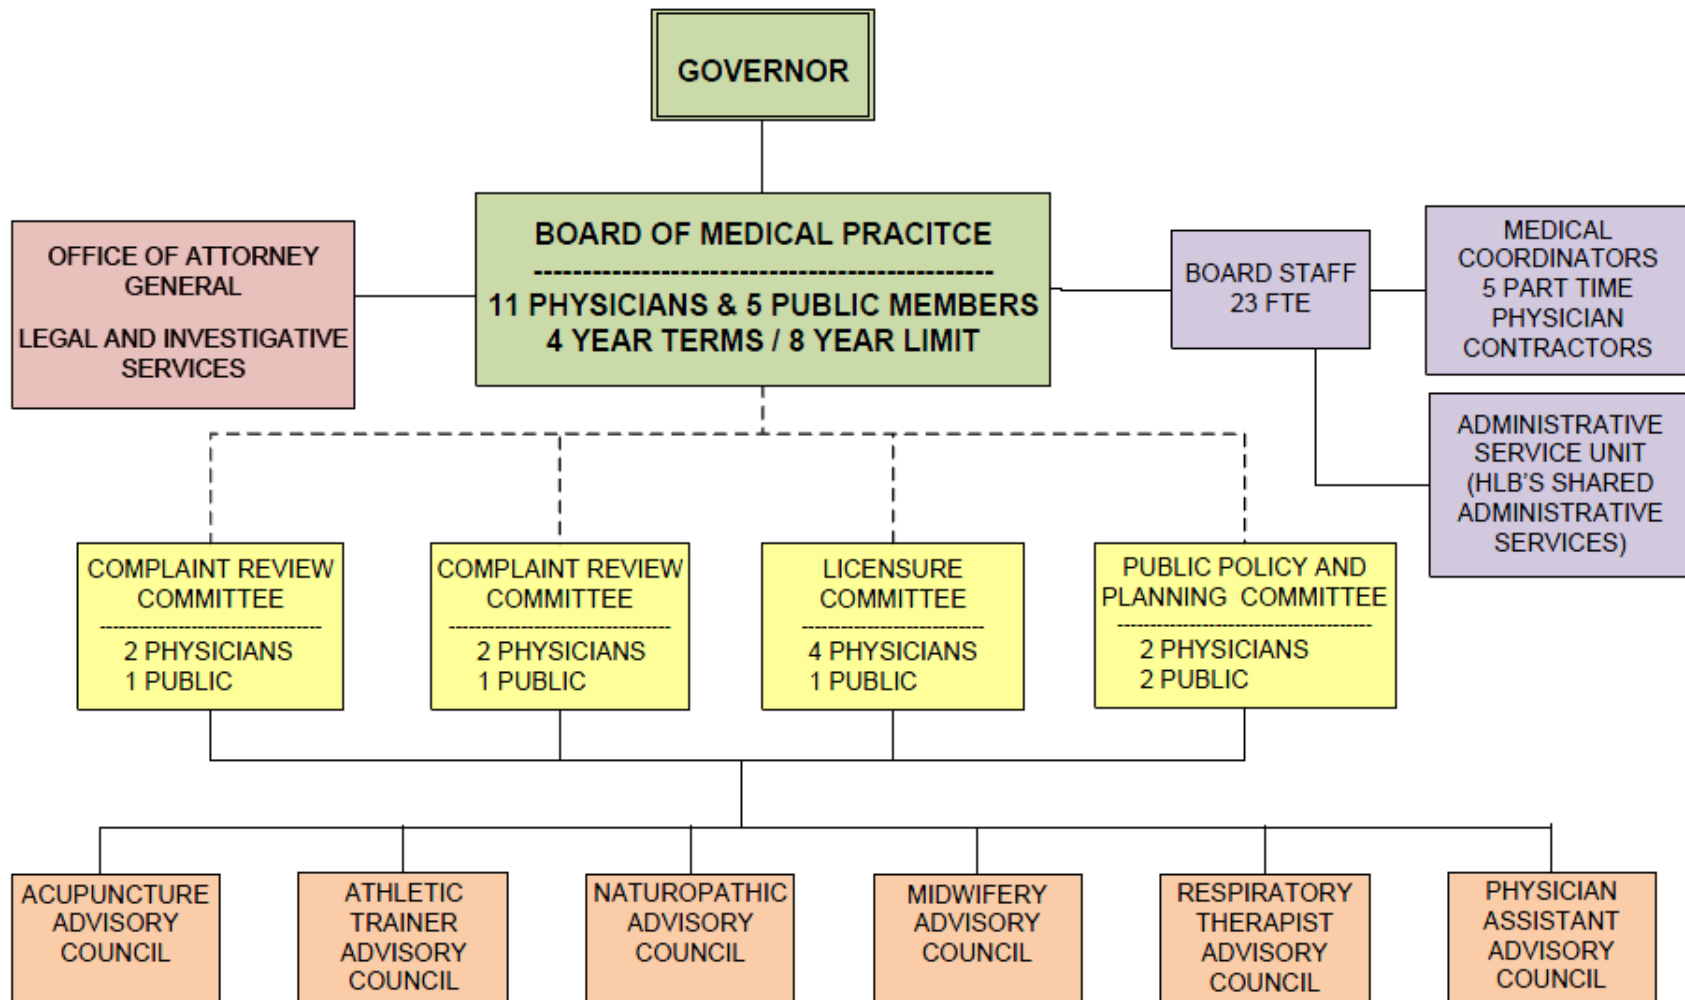 GOVERNOR
BOARD OF MEDICAL PRACITCE
-----------------------------------------------
11 PHYSICIANS & 5 PUBLIC MEMBERS
4 YEAR TERMS / 8 YEAR LIMIT
OFFICE OF ATTORNEY
GENERAL
LEGAL AND INVESTIGATIVE
SERVICES
BOARD STAFF
23 FTE
MEDICAL
COORDINATORS
5 PART TIME
PHYSICIAN
CONTRACTORS
ADMINISTRATIVE
SERVICE UNIT
(HLB'S SHARED
ADMINISTRATIVE
SERVICES)
COMPLAINT REVIEW
COMMITTEE
---------------------------------
2 PHYSICIANS
1 PUBLIC
COMPLAINT REVIEW
COMMITTEE
---------------------------------
2 PHYSICIANS
1 PUBLIC
LICENSURE
COMMITTEE
---------------------------
4 PHYSICIANS
1 PUBLIC
PUBLIC POLICY AND
PLANNING  COMMITTEE
--------------------------------------
2 PHYSICIANS
2 PUBLIC
ACUPUNCTURE
ADVISORY
COUNCIL
ATHLETIC
TRAINER
ADVISORY
COUNCIL
NATUROPATHIC
ADVISORY
COUNCIL
MIDWIFERY
ADVISORY
COUNCIL
RESPIRATORY
THERAPIST
ADVISORY
COUNCIL
PHYSICIAN
ASSISTANT
ADVISORY
COUNCIL